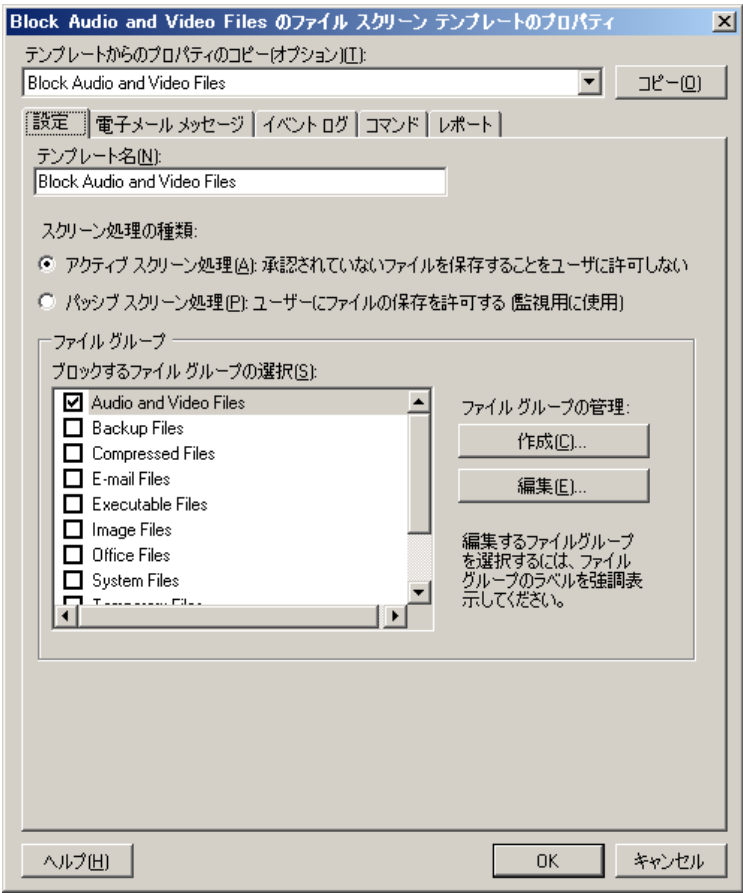 Block Audio and Video Files のファイル スクリーン テンプレートのプロパティ
テンプレートからのプロパティのコピー(オプション)(T):
Block Audio and Video Files
コピー(O)
設定
電子メール メッセージ
イベント ログ
コマンド
レポート
テンプレート名(N):
Block Audio and Video Files
スクリーン処理の種類:
アクティブ スクリーン処理(A): 承認されていないファイルを保存することをユーザに許可しない
パッシブ スクリーン処理(P): ユーザーにファイルの保存を許可する (監視用に使用)
ファイル グループ
ブロックするファイル グループの選択(S):
Audio and Video Files
Backup Files
Compressed Files
E-mail Files
Executable Files
Image Files
Office Files
System Files
Temporary Files
ファイル グループの管理:
作成(C)...
編集(E)...
編集するファイルグループ
を選択するには、ファイル
グループのラベルを強調表
示してください。
ヘルプ(H)
OK
キャンセル